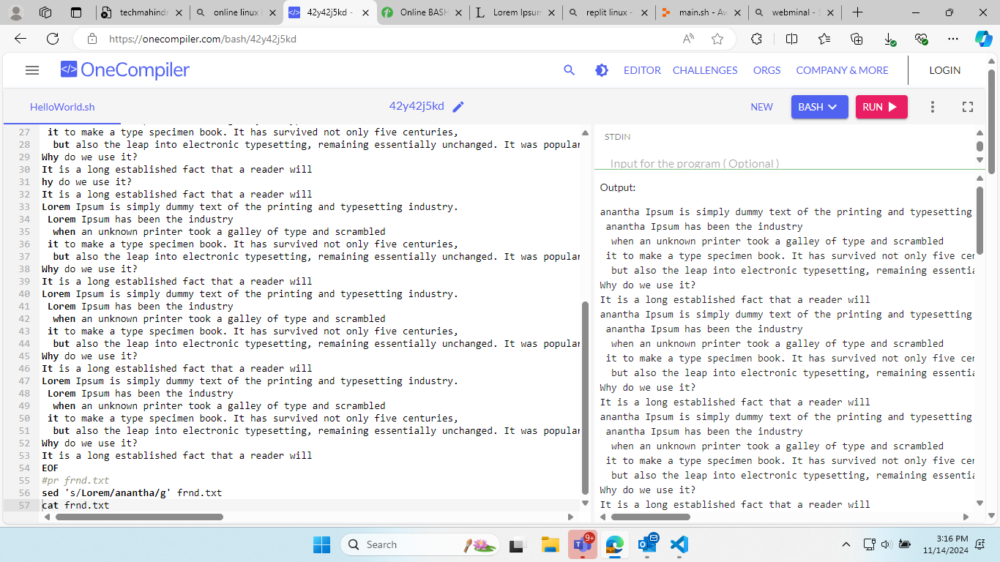 techmahindr
online linux
42y42j5kd -
Online BASH
Lorem Ipsum
replit linux -
main.sh - Aw
webminal - S
https://onecompiler.com/bash/42y42j5kd
OneCompiler
EDITOR
CHALLENGES
ORGS
COMPANY & MORE
LOGIN
HelloWorld.sh
42y42j5kd
NEW
BASH
RUN
27 it to make a type specimen book. It has survived not only five centuries,
28 but also the leap into electronic typesetting, remaining essentially unchanged. It was popular
29 Why do we use it?
30 It is a long established fact that a reader will
31 hy do we use it?
32 It is a long established fact that a reader will
33 Lorem Ipsum is simply dummy text of the printing and typesetting industry.
34 Lorem Ipsum has been the industry
35 when an unknown printer took a galley of type and scrambled
36 it to make a type specimen book. It has survived not only five centuries,
37 but also the leap into electronic typesetting, remaining essentially unchanged. It was popular
38 Why do we use it?
39 It is a long established fact that a reader will
40 Lorem Ipsum is simply dummy text of the printing and typesetting industry.
41 Lorem Ipsum has been the industry
42 when an unknown printer took a galley of type and scrambled
43 it to make a type specimen book. It has survived not only five centuries,
44 but also the leap into electronic typesetting, remaining essentially unchanged. It was popular
45 Why do we use it?
46 It is a long established fact that a reader will
47 Lorem Ipsum is simply dummy text of the printing and typesetting industry.
48 Lorem Ipsum has been the industry
49 when an unknown printer took a galley of type and scrambled
50 it to make a type specimen book. It has survived not only five centuries,
51 but also the leap into electronic typesetting, remaining essentially unchanged. It was popular
52 Why do we use it?
53 It is a long established fact that a reader will
54 EOF
55 #pr frnd.txt
56 sed 's/Lorem/anantha/g' frnd.txt
57 cat frnd.txt
STDIN
Input for the program ( Optional )
Output:
anantha Ipsum is simply dummy text of the printing and typesetting
anantha Ipsum has been the industry
when an unknown printer took a galley of type and scrambled
it to make a type specimen book. It has survived not only five cer
but also the leap into electronic typesetting, remaining essentia
Why do we use it?
It is a long established fact that a reader will
anantha Ipsum is simply dummy text of the printing and typesetting
anantha Ipsum has been the industry
when an unknown printer took a galley of type and scrambled
it to make a type specimen book. It has survived not only five cer
but also the leap into electronic typesetting, remaining essentia
Why do we use it?
It is a long established fact that a reader will
anantha Ipsum is simply dummy text of the printing and typesetting
anantha Ipsum has been the industry
when an unknown printer took a galley of type and scrambled
it to make a type specimen book. It has survived not only five cer
but also the leap into electronic typesetting, remaining essentia
Why do we use it?
It is a long established fact that a reader will
Search
9+
3:16 PM
11/14/2024